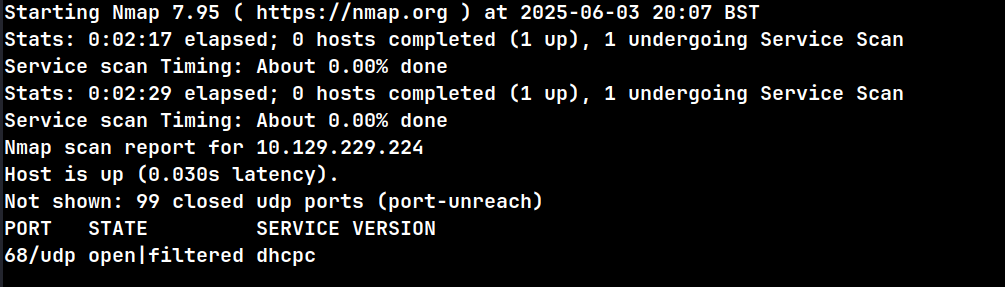 Starting Nmap 7.95 ( https://nmap.org ) at 2025-06-03 20:07 BST
Stats: 0:02:17 elapsed; 0 hosts completed (1 up), 1 undergoing Service Scan
Service scan Timing: About 0.00% done
Stats: 0:02:29 elapsed; 0 hosts completed (1 up), 1 undergoing Service Scan
Service scan Timing: About 0.00% done
Nmap scan report for 10.129.229.224
Host is up (0.030s latency).
Not shown: 99 closed udp ports (port-unreach)
PORT   STATE         SERVICE VERSION
68/udp open|filtered dhcpc